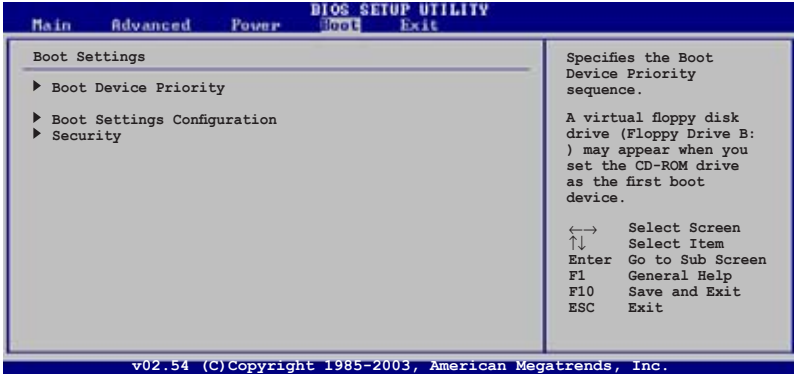 BIOS SETUP UTILITY
Main Advanced Power Boot Exit
Boot Settings
Boot Device Priority
Boot Settings Configuration
Security
Specifies the Boot
Device Priority
sequence.
A virtual floppy disk
drive (Floppy Drive B:
) may appear when you
set the CD-ROM drive
as the first boot
device.
←→ Select Screen
↑↓ Select Item
Enter Go to Sub Screen
F1 General Help
F10 Save and Exit
ESC Exit
v02.54 (C)Copyright 1985-2003, American Megatrends, Inc.